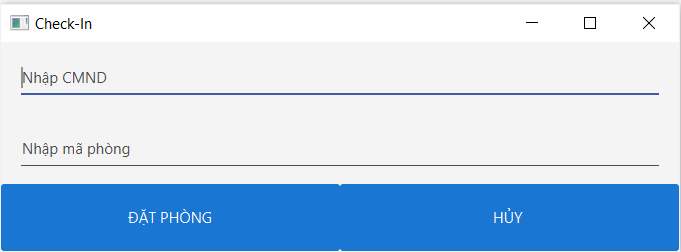 Check-In
Nhập CMND
Nhập mã phòng
ĐẶT PHÒNG HỦY